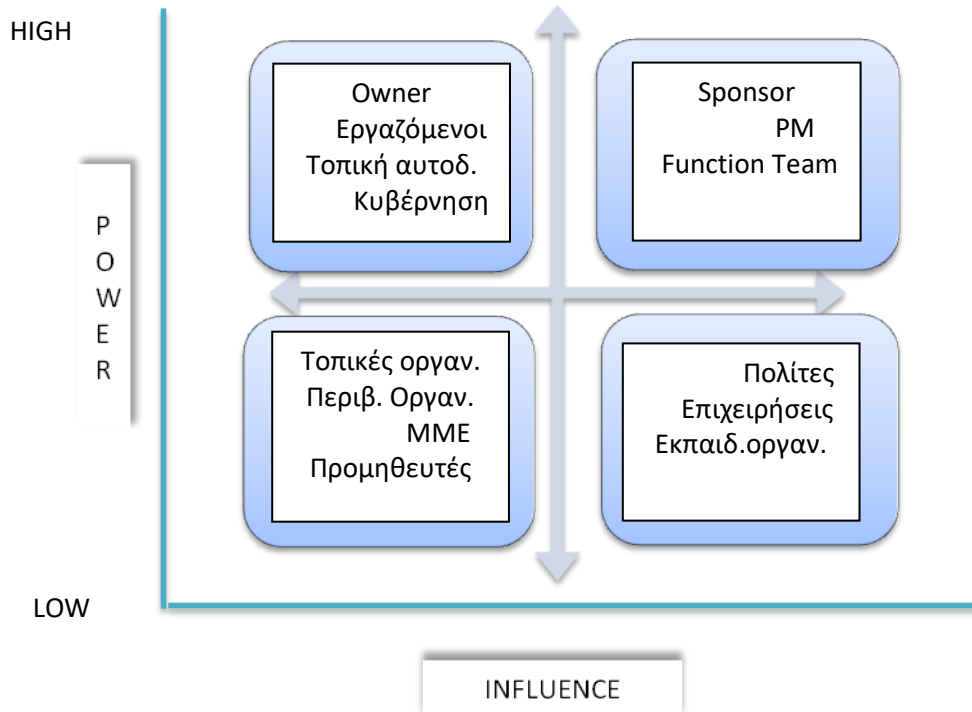 HIGH
Owner
Εργαζόμενοι
Τοπική αυτοδ.
Κυβέρνηση
Sponsor
PM
Function Team
P
O
W
E
R
Τοπικές οργαν.
Περιβ. Οργαν.
ΜΜΕ
Προμηθευτές
Πολίτες
Επιχειρήσεις
Εκπαιδ.οργαν.
LOW
INFLUENCE